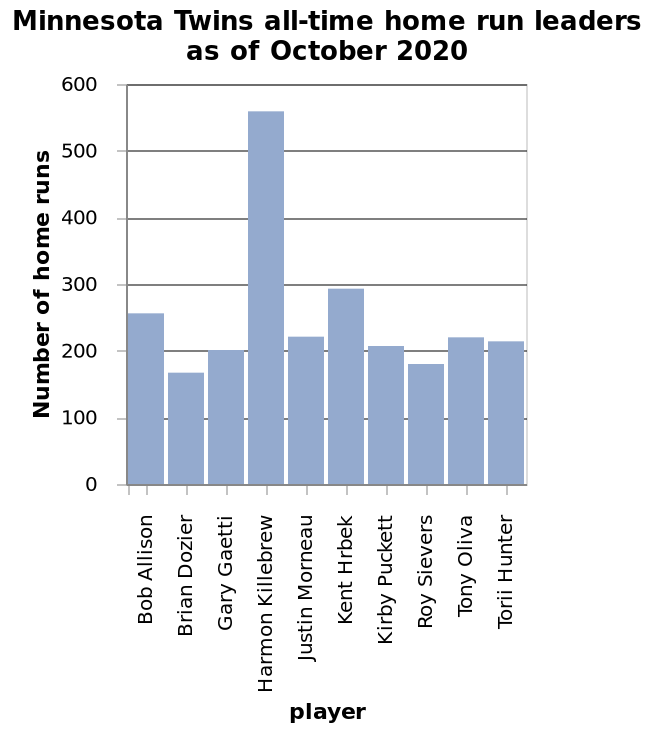 Minnesota Twins all-time home run leaders
as of October 2020
Number of home runs
600
500
400
300
200
100
0
Bob Allison
Brian Dozier
Gary Gaetti
Harmon Killebrew
Justin Morneau
Kent Hrbek
Kirby Puckett
Roy Sievers
Tony Oliva
Torii Hunter
player